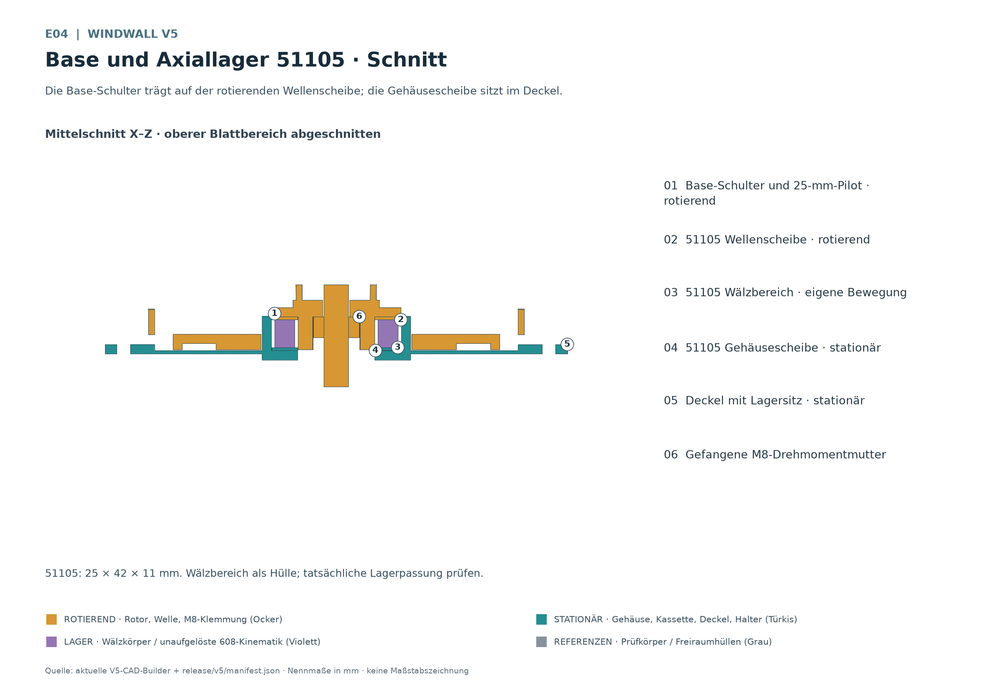 E04 | WINDWALL V5
Base und Axiallager 51105 · Schnitt
Die Base-Schulter trägt auf der rotierenden Wellenscheibe; die Gehäusescheibe sitzt im Deckel.
Mittelschnitt X–Z · oberer Blattbereich abgeschnitten
01 Base-Schulter und 25-mm-Pilot ·
rotierend
02 51105 Wellenscheibe · rotierend
03 51105 Wälzbereich · eigene Bewegung
04 51105 Gehäusescheibe · stationär
05 Deckel mit Lagersitz · stationär
06 Gefangene M8-Drehmomentmutter
1
6
2
5
3
4
51105: 25 × 42 × 11 mm. Wälzbereich als Hülle; tatsächliche Lagerpassung prüfen.
ROTIEREND · Rotor, Welle, M8-Klemmung (Ocker)
STATIONÄR · Gehäuse, Kassette, Deckel, Halter (Türkis)
LAGER · Wälzkörper / unaufgelöste 608-Kinematik (Violett)
REFERENZEN · Prüfkörper / Freiraumhüllen (Grau)
Quelle: aktuelle V5-CAD-Builder + release/v5/manifest.json · Nennmaße in mm · keine Maßstabszeichnung